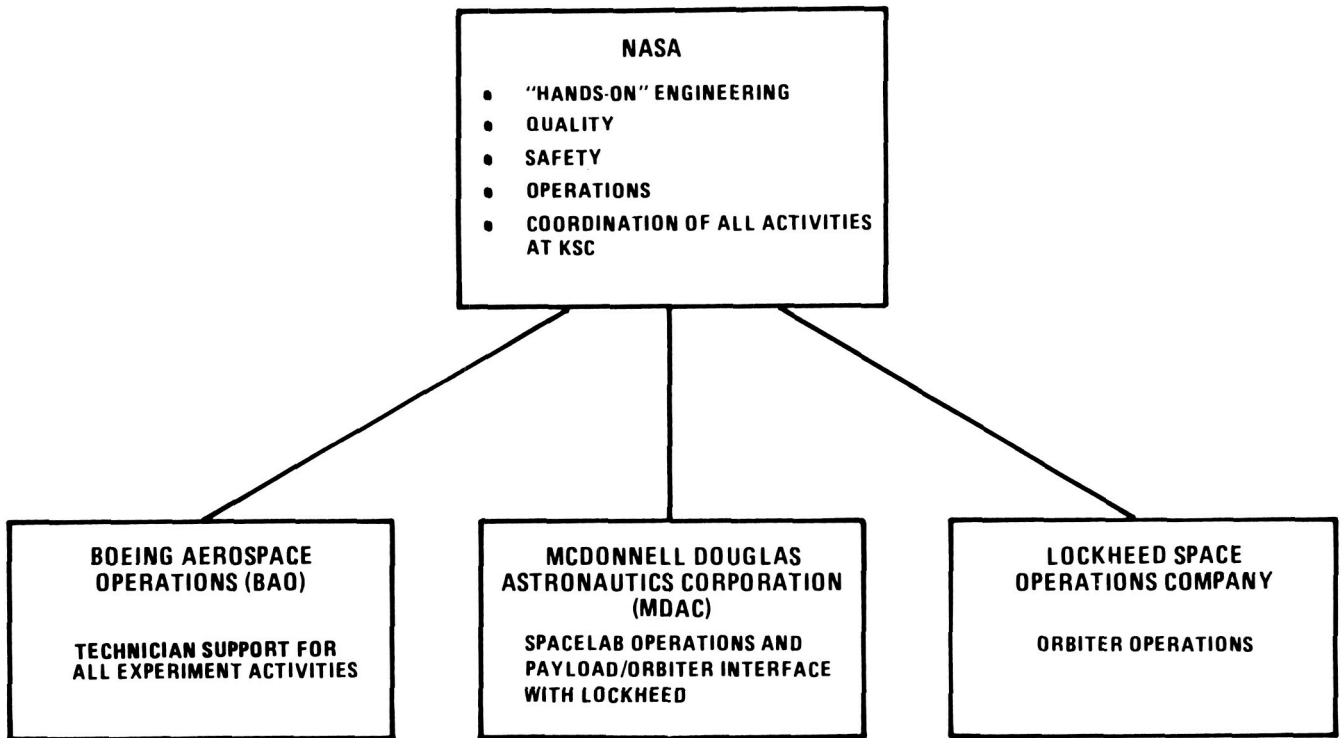 NASA
• "HANDS-ON" ENGINEERING
• QUALITY
• SAFETY
• OPERATIONS
• COORDINATION OF ALL ACTIVITIES
AT KSC
BOEING AEROSPACE
OPERATIONS (BAO)
TECHNICIAN SUPPORT FOR
ALL EXPERIMENT ACTIVITIES
MCDONNELL DOUGLAS
ASTRONAUTICS CORPORATION
(MDAC)
SPACELAB OPERATIONS AND
PAYLOAD/ORBITER INTERFACE
WITH LOCKHEED
LOCKHEED SPACE
OPERATIONS COMPANY
ORBITER OPERATIONS